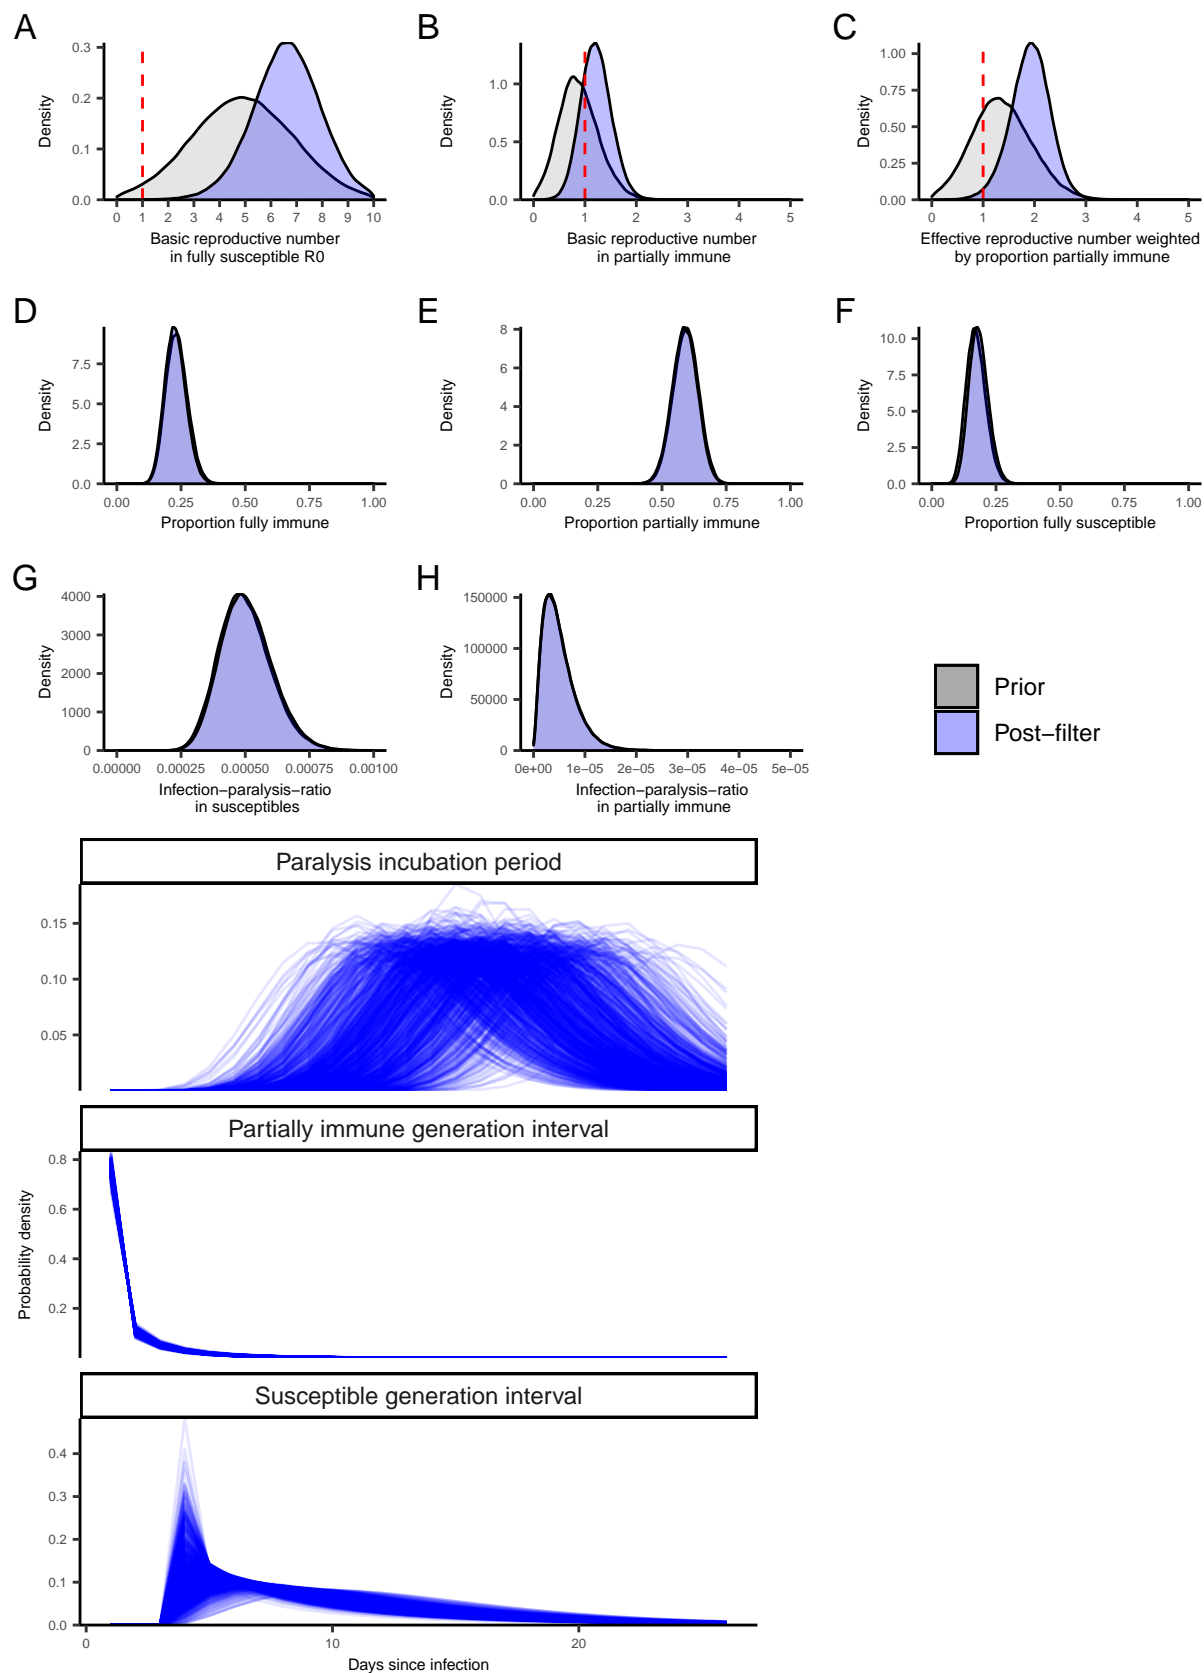 A
B
C
Density
0.0
0.1
0.2
0.3
0 1 2 3 4 5 6 7 8 9 10
Basic reproductive number
in fully susceptible R0
Density
0.0
0.5
1.0
0 1 2 3 4 5
Basic reproductive number
in partially immune
Density
0.00
0.25
0.50
0.75
1.00
0 1 2 3 4 5
Effective reproductive number weighted
by proportion partially immune
D
E
F
Density
0.0
2.5
5.0
7.5
0.00 0.25 0.50 0.75 1.00
Proportion fully immune
Density
0
2
4
6
8
0.00 0.25 0.50 0.75 1.00
Proportion partially immune
Density
0.0
2.5
5.0
7.5
10.0
0.00 0.25 0.50 0.75 1.00
Proportion fully susceptible
G
H
Density
0
1000
2000
3000
4000
0.00000 0.00025 0.00050 0.00075 0.00100
Infection−paralysis−ratio
in susceptibles
Density
0
50000
100000
150000
0e+00 1e−05 2e−05 3e−05 4e−05 5e−05
Infection−paralysis−ratio
in partially immune
Prior
Post−filter
Paralysis incubation period
0.15
0.10
0.05
Partially immune generation interval
0.8
0.6
0.4
0.2
Probability density
Susceptible generation interval
0.4
0.3
0.2
0.1
0.0
0 10 20
Days since infection